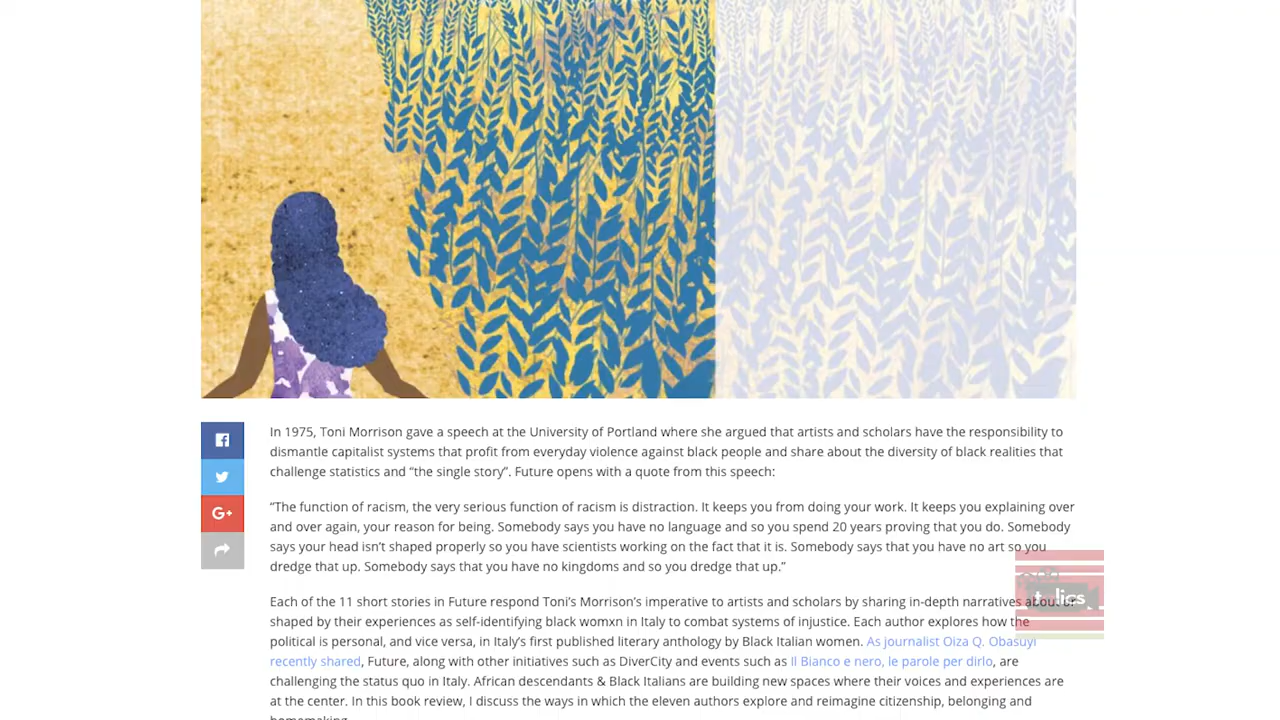 In 1975, Toni Morrison gave a speech at the University of Portland where she argued that artists and scholars have the responsibility to
dismantle capitalist systems that profit from everyday violence against black people and share about the diversity of black realities that
challenge statistics and “the single story”. Future opens with a quote from this speech:
“The function of racism, the very serious function of racism is distraction. It keeps you from doing your work. It keeps you explaining over
and over again, your reason for being. Somebody says you have no language and so you spend 20 years proving that you do. Somebody
says your head isn’t shaped properly so you have scientists working on the fact that it is. Somebody says that you have no art so you
dredge that up. Somebody says that you have no kingdoms and so you dredge that up.”
Each of the 11 short stories in Future respond Toni’s Morrison’s imperative to artists and scholars by sharing in-depth narratives
shaped by their experiences as self-identifying black womxn in Italy to combat systems of injustice. Each author explores how the
political is personal, and vice versa, in Italy’s first published literary anthology by Black Italian women. As journalist Oiza Q. Obasuyi
recently shared, Future, along with other initiatives such as DiverCity and events such as Il Bianco e nero, le parole per dirlo, are
challenging the status quo in Italy. African descendants & Black Italians are building new spaces where their voices and experiences are
at the center. In this book review, I discuss the ways in which the eleven authors explore and reimagine citizenship, belonging and